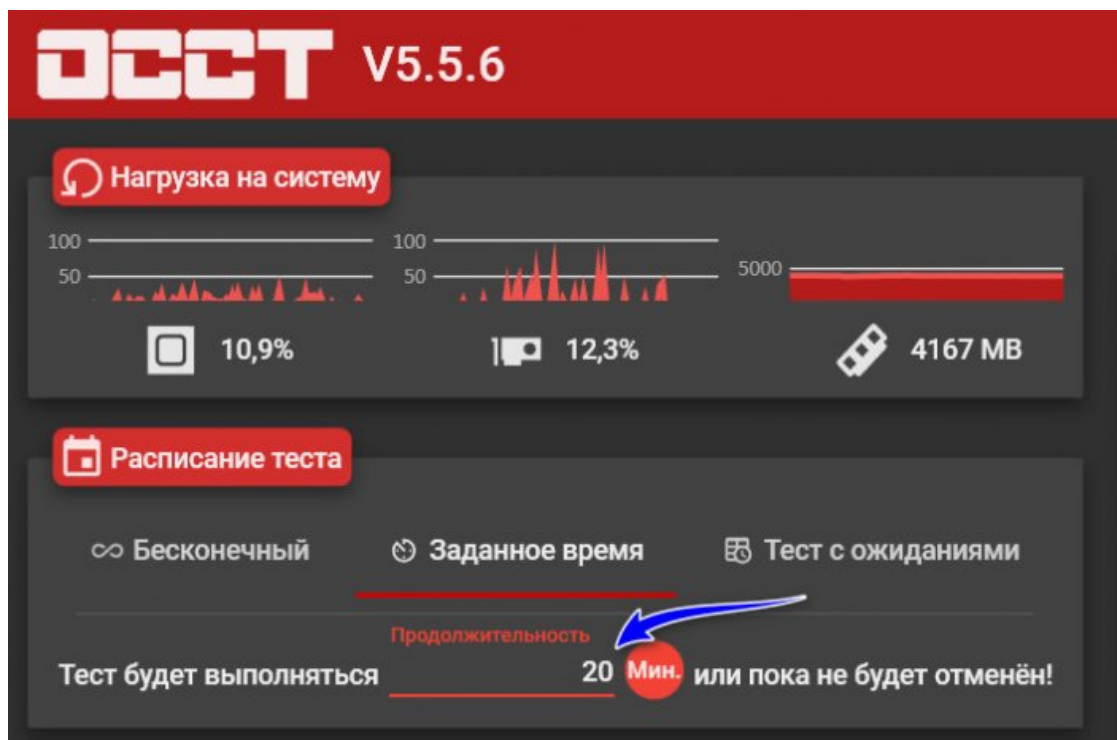 OCCT V5.5.6
Нагрузка на систему
100
50
100
50
5000
10,9%
12,3%
4167 MB
Расписание теста
Бесконечный
Заданное время
Тест с ожиданиями
Продолжительность
Тест будет выполняться 20 Мин. или пока не будет отменён!